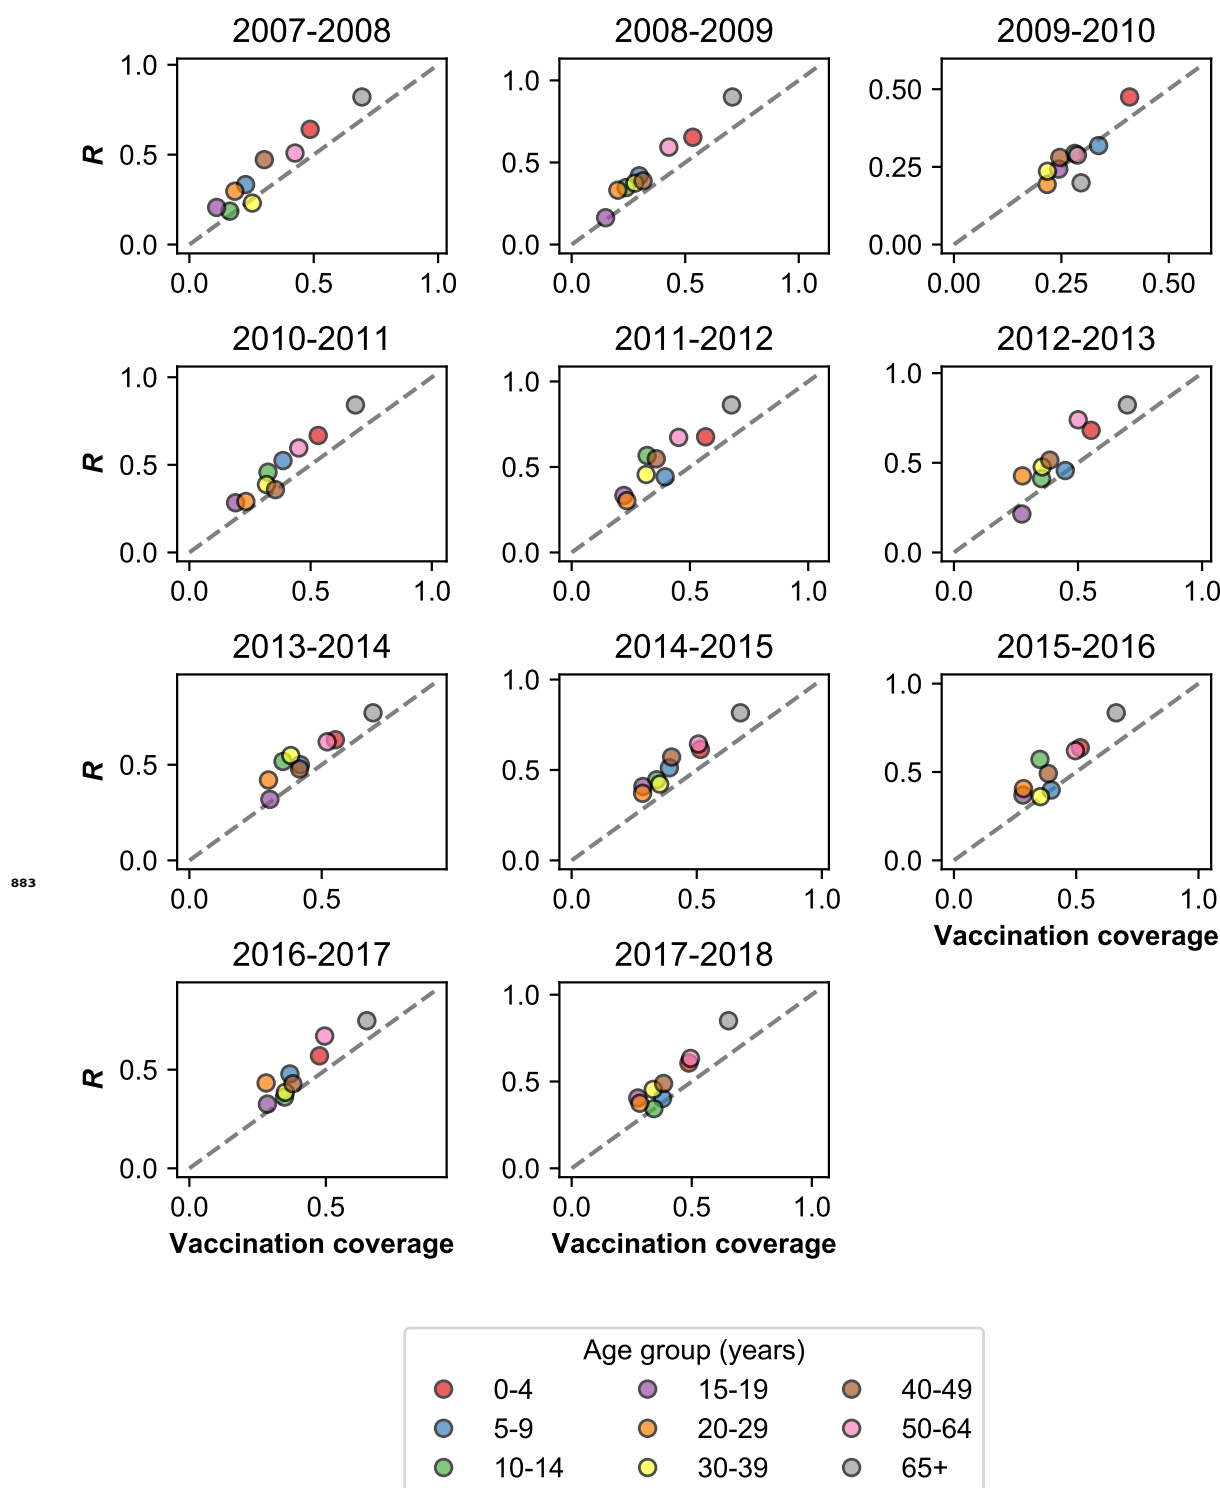 2007-2008 2008-2009 2009-2010
1.0 1.0 0.50
R 0.5 0.5 0.25
0.0 0.0 0.00
0.0 0.5 1.0 0.0 0.5 1.0 0.00 0.25 0.50
2010-2011 2011-2012 2012-2013
1.0 1.0 1.0
R 0.5 0.5 0.5
0.0 0.0 0.0
0.0 0.5 1.0 0.0 0.5 1.0 0.0 0.5 1.0
2013-2014 2014-2015 2015-2016
1.0 1.0
R 0.5 0.5 0.5
0.0 0.0 0.0
883
0.0 0.5 0.0 0.5 1.0 0.0 0.5 1.0
Vaccination coverage
2016-2017 2017-2018
1.0
R 0.5 0.5
0.0 0.0
0.0 0.5 0.0 0.5 1.0
Vaccination coverage Vaccination coverage
Age group (years)
0-4 15-19 40-49
5-9 20-29 50-64
10-14 30-39 65+